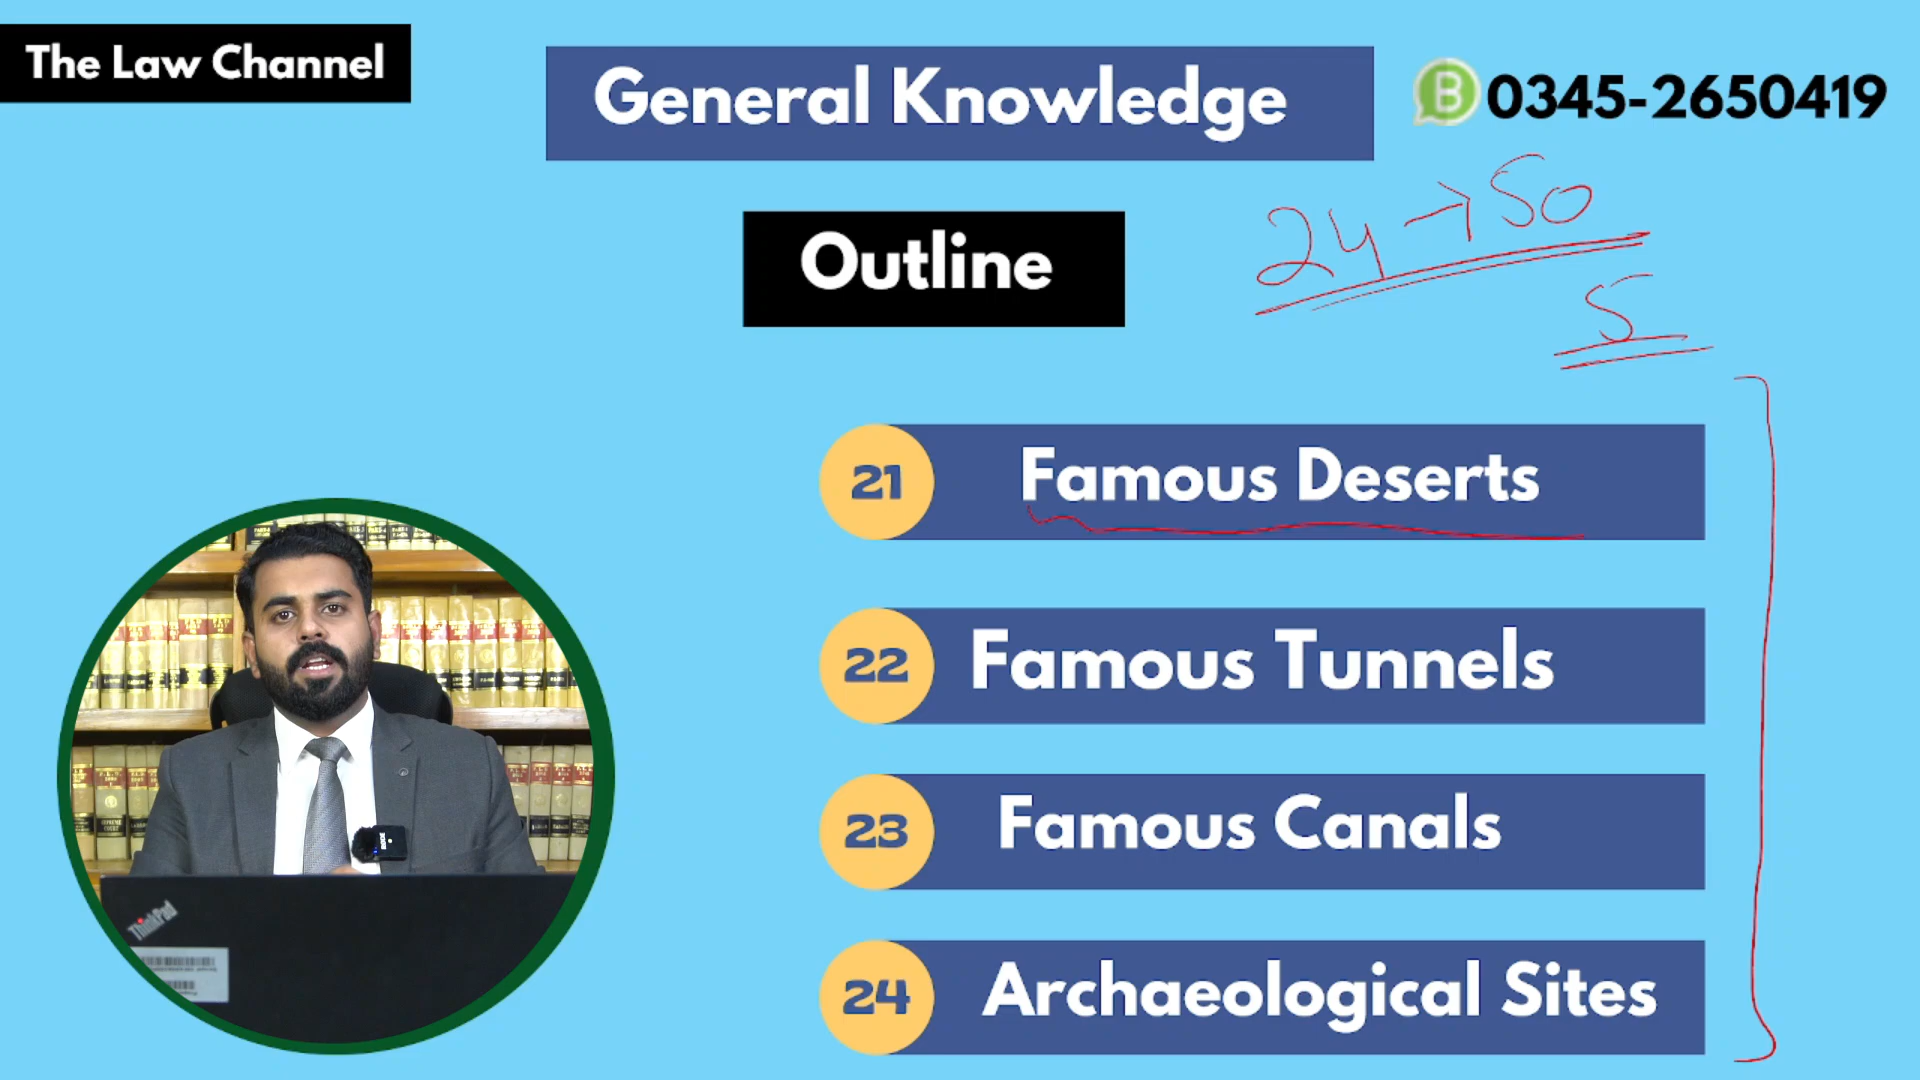 The Law Channel
General Knowledge
B 0345-2650419
Outline
24 → 50
5
21 Famous Deserts
22 Famous Tunnels
23 Famous Canals
24 Archaeological Sites
ThinkPad